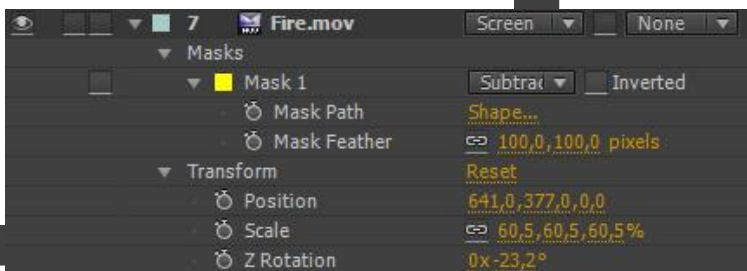 7 Fire.mov Screen None
Masks
Mask 1 Subtrac Inverted
Mask Path Shape...
Mask Feather 100,0,100,0 pixels
Transform Reset
Position 641,0,377,0,0,0
Scale 60,5,60,5,60,5%
Z Rotation 0x-23,2°